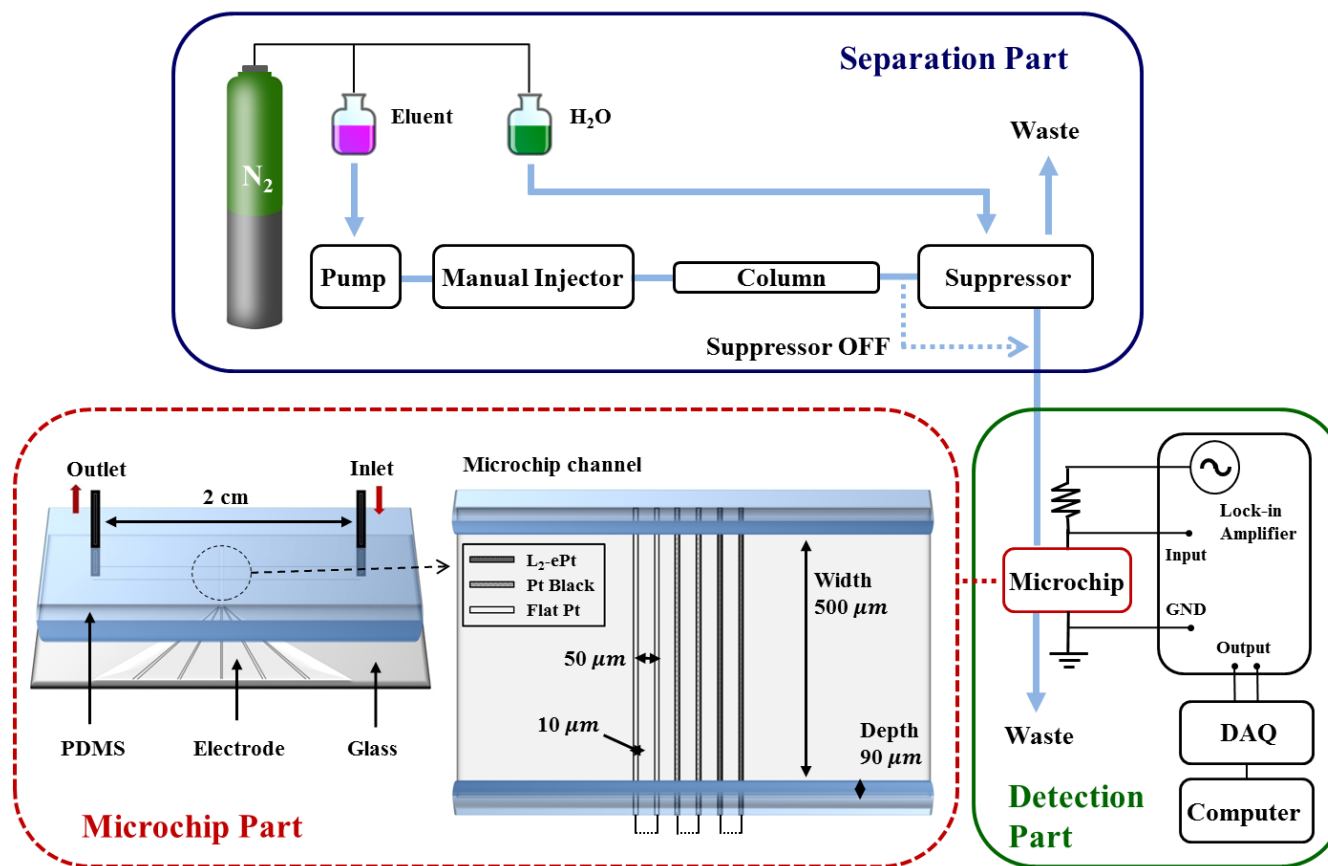 Separation Part
N₂
Eluent
H₂O
Waste
Pump
Manual Injector
Column
Suppressor
Suppressor OFF
Outlet
Inlet
2 cm
PDMS
Electrode
Glass
Microchip channel
L₂-ePt
Pt Black
Flat Pt
Width
500 μm
50 μm
10 μm
Depth
90 μm
Microchip Part
Lock-in
Amplifier
Input
Microchip
GND
Output
Waste
DAQ
Computer
Detection
Part